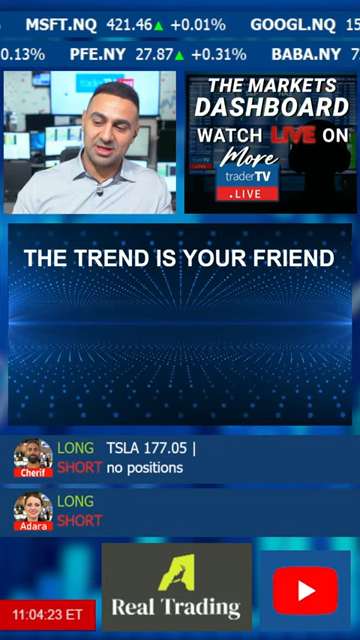 MSFT.NQ 421.46▲ +0.01% GOOGL.NQ
0.13% PFE.NY 27.87▲ +0.31% BABA.NY 7
traderTV
THE MARKETS
DASHBOARD
WATCH LIVE ON
More
traderTV
.LIVE
THE TREND IS YOUR FRIEND
LONG TSLA 177.05 |
SHORT no positions
Cherif
LONG
SHORT
Adara
Real Trading
11:04:23 ET